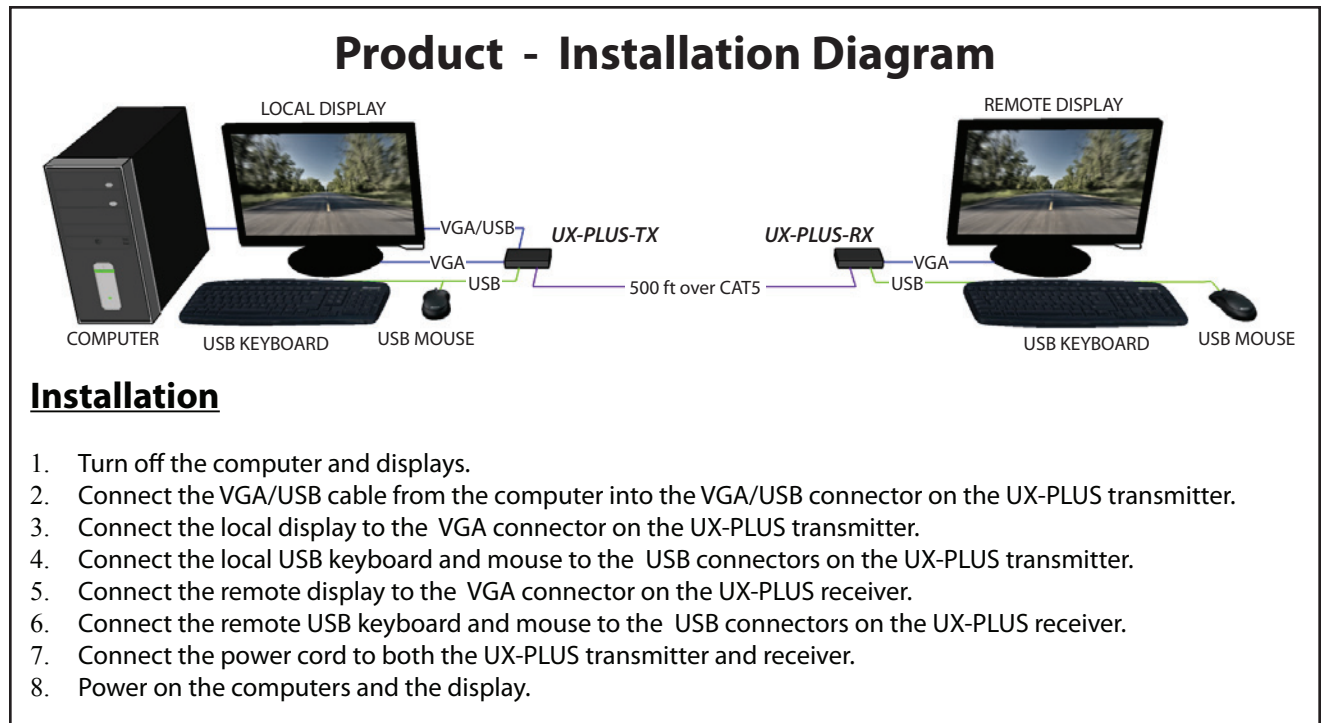 Product - Installation Diagram
LOCAL DISPLAY
REMOTE DISPLAY
VGA/USB
UX-PLUS-TX
UX-PLUS-RX
VGA
VGA
USB
500 ft over CAT5
USB
COMPUTER
USB KEYBOARD
USB MOUSE
USB KEYBOARD
USB MOUSE
Installation
1. Turn off the computer and displays.
2. Connect the VGA/USB cable from the computer into the VGA/USB connector on the UX-PLUS transmitter.
3. Connect the local display to the VGA connector on the UX-PLUS transmitter.
4. Connect the local USB keyboard and mouse to the USB connectors on the UX-PLUS transmitter.
5. Connect the remote display to the VGA connector on the UX-PLUS receiver.
6. Connect the remote USB keyboard and mouse to the USB connectors on the UX-PLUS receiver.
7. Connect the power cord to both the UX-PLUS transmitter and receiver.
8. Power on the computers and the display.